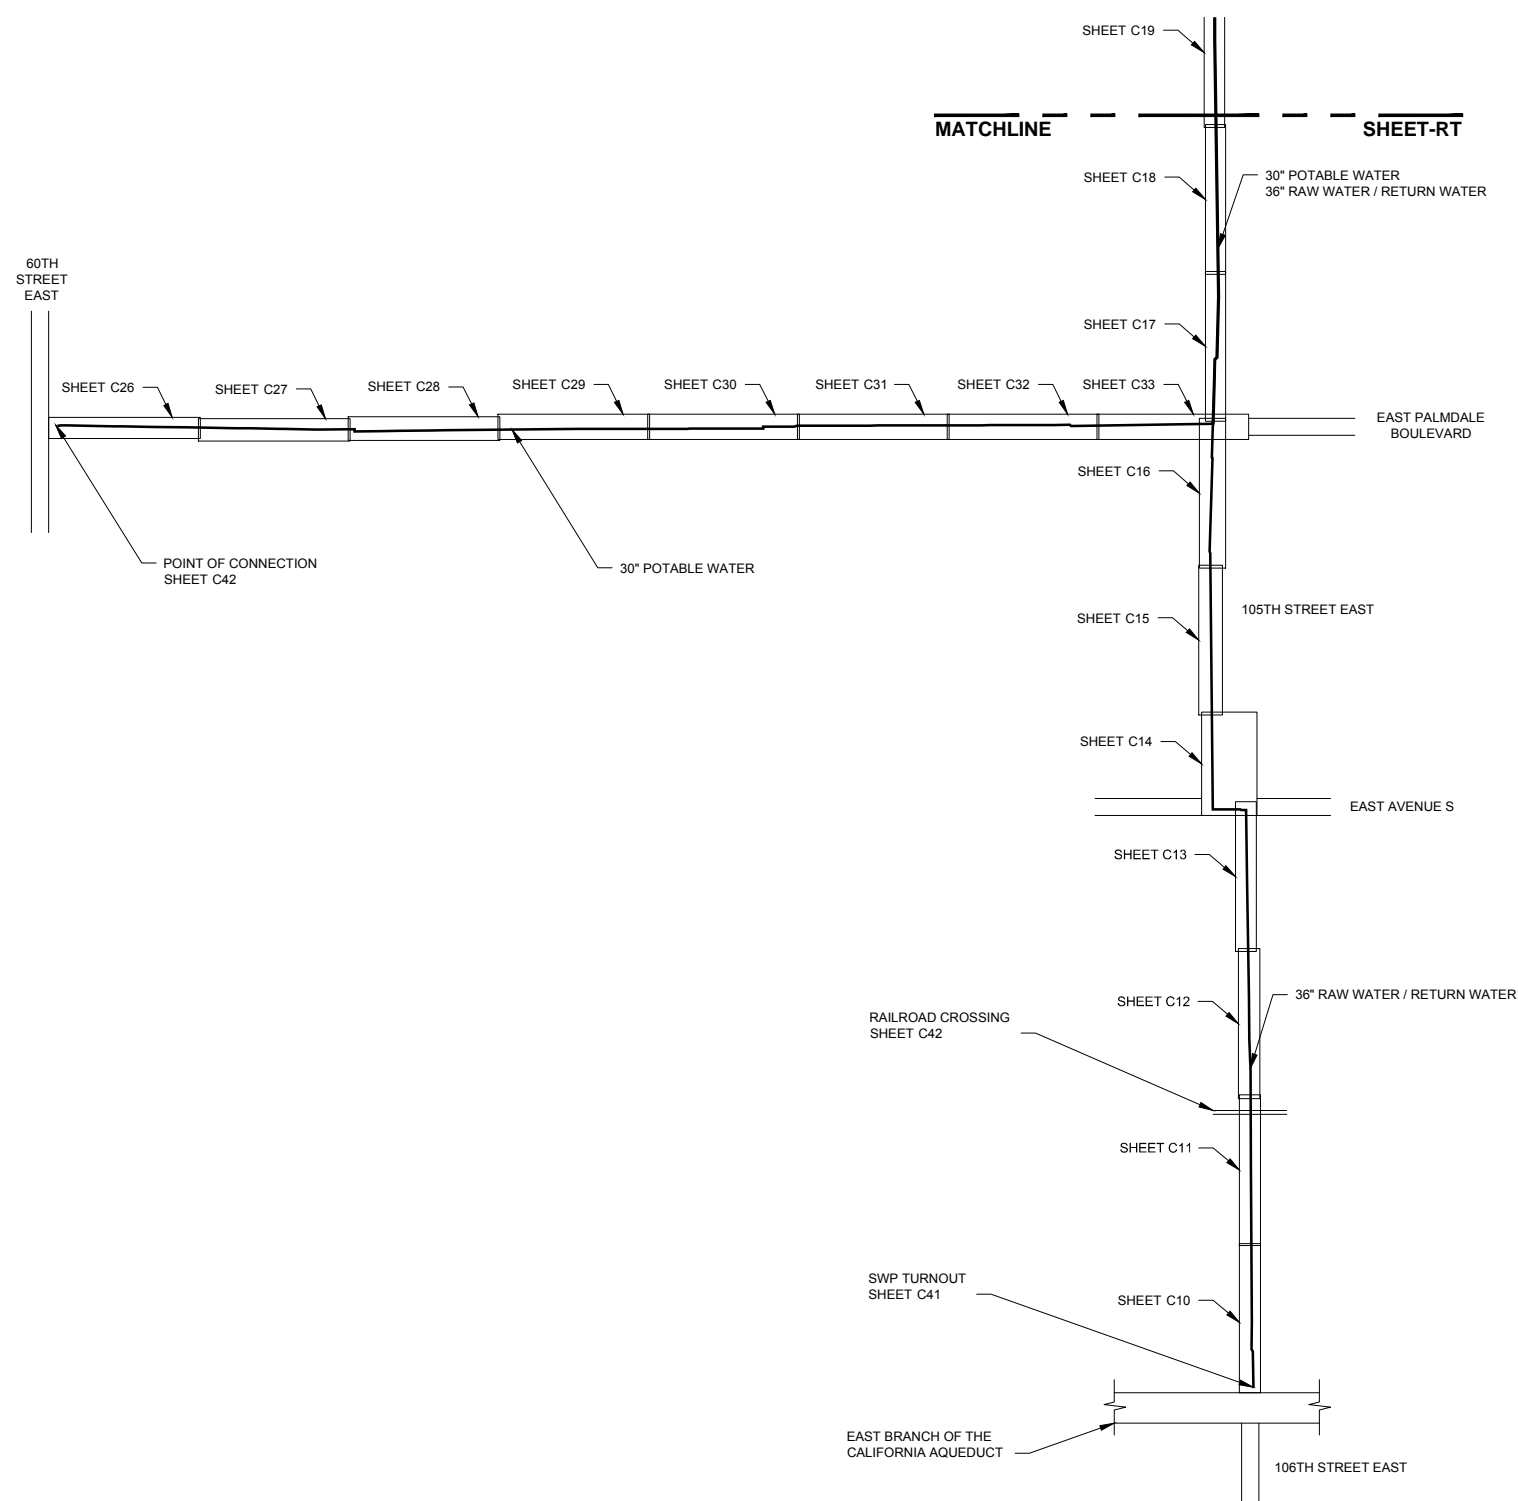 SHEET C19
MATCHLINE
SHEET-RT
SHEET C18
30" POTABLE WATER
36" RAW WATER / RETURN WATER
60TH
STREET
EAST
SHEET C17
SHEET C26
SHEET C27
SHEET C28
SHEET C29
SHEET C30
SHEET C31
SHEET C32
SHEET C33
EAST PALMDALE
BOULEVARD
SHEET C16
POINT OF CONNECTION
SHEET C42
30" POTABLE WATER
105TH STREET EAST
SHEET C15
SHEET C14
EAST AVENUE S
SHEET C13
36" RAW WATER / RETURN WATER
SHEET C12
RAILROAD CROSSING
SHEET C42
SHEET C11
SWP TURNOUT
SHEET C41
SHEET C10
EAST BRANCH OF THE
CALIFORNIA AQUEDUCT
106TH STREET EAST